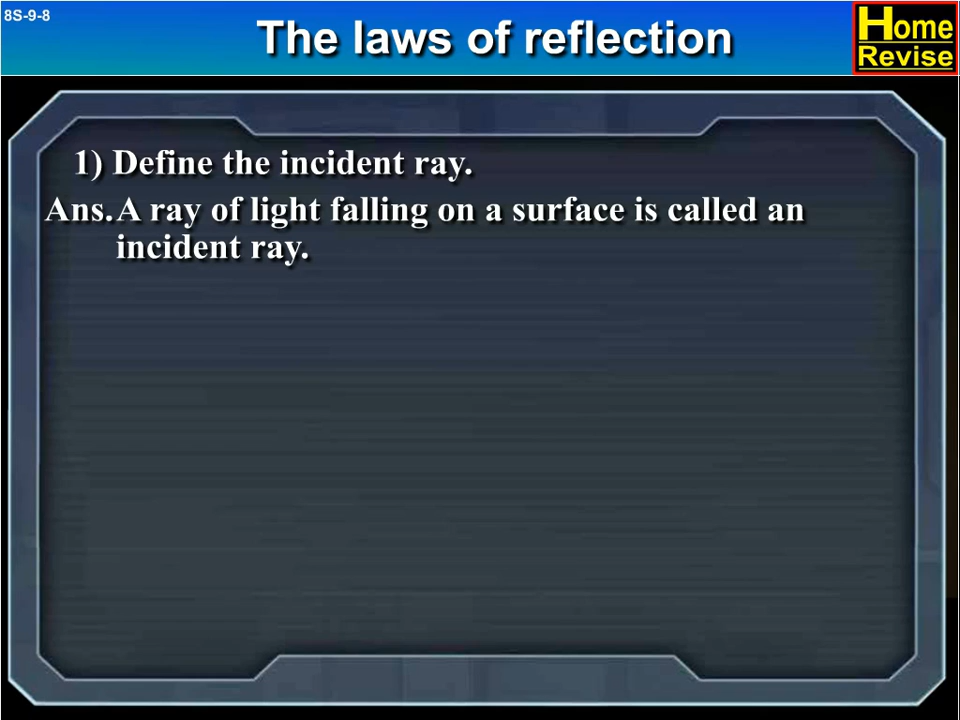 8S-9-8
The laws of reflection
Home
Revise
1) Define the incident ray.
Ans. A ray of light falling on a surface is called an
incident ray.